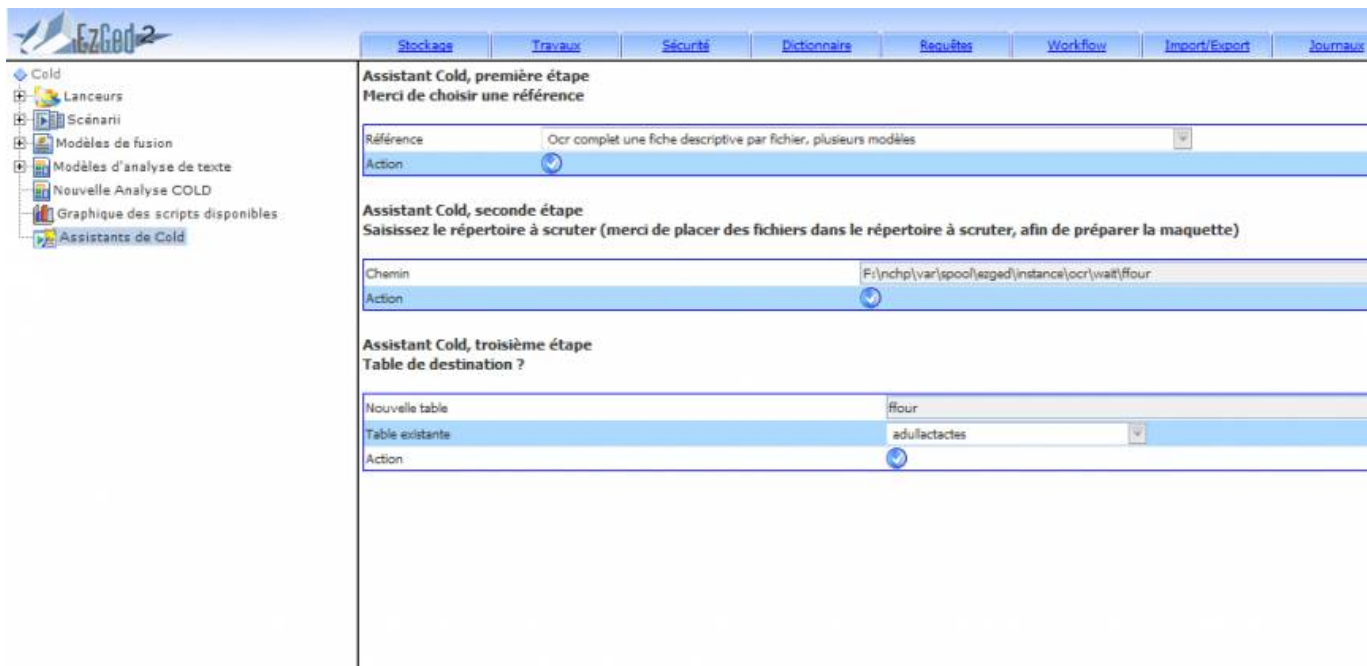 EzGed 2
Stockage Travaux Sécurité Dictionnaire Requêtes Workflow Import/Export Journaux
Cold
Lanceurs
Scénarii
Modèles de fusion
Modèles d'analyse de texte
Nouvelle Analyse COLD
Graphique des scripts disponibles
Assistants de Cold
Assistant Cold, première étape
Merci de choisir une référence
Référence Ocr complet une fiche descriptive par fichier, plusieurs modèles
Action
Assistant Cold, seconde étape
Saisissez le répertoire à scruter (merci de placer des fichiers dans le répertoire à scruter, afin de préparer la maquette)
Chemin F:\nchp\var\spool\ezged\instance\ocr\wait\ffour
Action
Assistant Cold, troisième étape
Table de destination ?
Nouvelle table ffour
Table existante adullactactes
Action